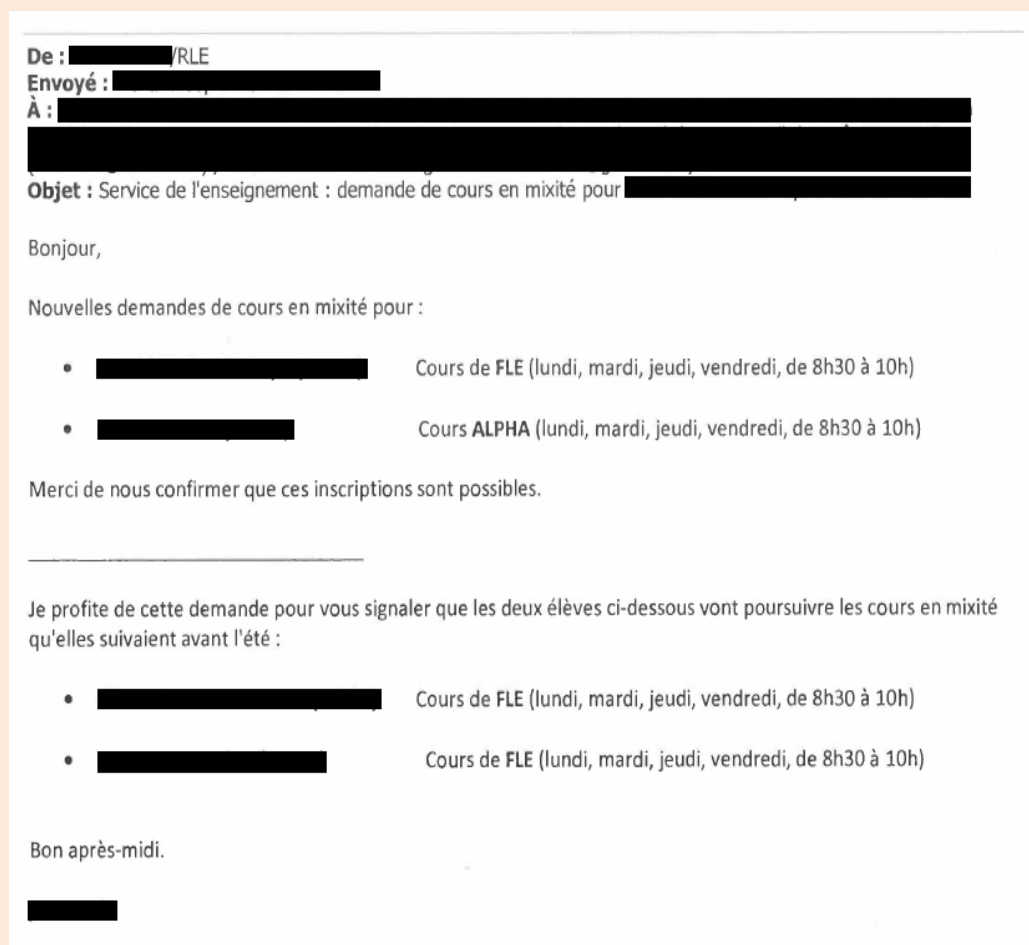 De : /RLE
Envoyé :
À :
Objet : Service de l'enseignement : demande de cours en mixité pour
Bonjour,
Nouvelles demandes de cours en mixité pour :
• Cours de FLE (lundi, mardi, jeudi, vendredi, de 8h30 à 10h)
• Cours ALPHA (lundi, mardi, jeudi, vendredi, de 8h30 à 10h)
Merci de nous confirmer que ces inscriptions sont possibles.
Je profite de cette demande pour vous signaler que les deux élèves ci-dessous vont poursuivre les cours en mixité
qu'elles suivaient avant l'été :
• Cours de FLE (lundi, mardi, jeudi, vendredi, de 8h30 à 10h)
• Cours de FLE (lundi, mardi, jeudi, vendredi, de 8h30 à 10h)
Bon après-midi.